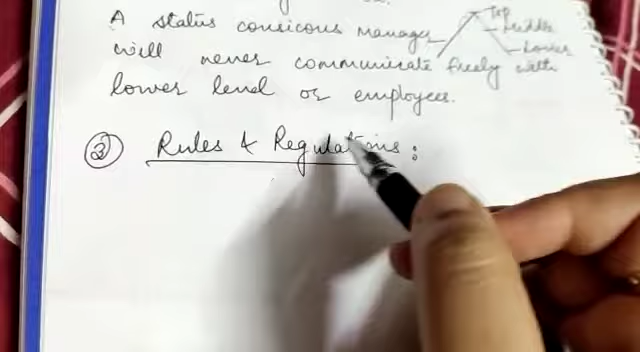 A status consicous manager
Top
Middle
Lower
will never communicate freely with
lower level or employees.
③ Rules & Regulations :